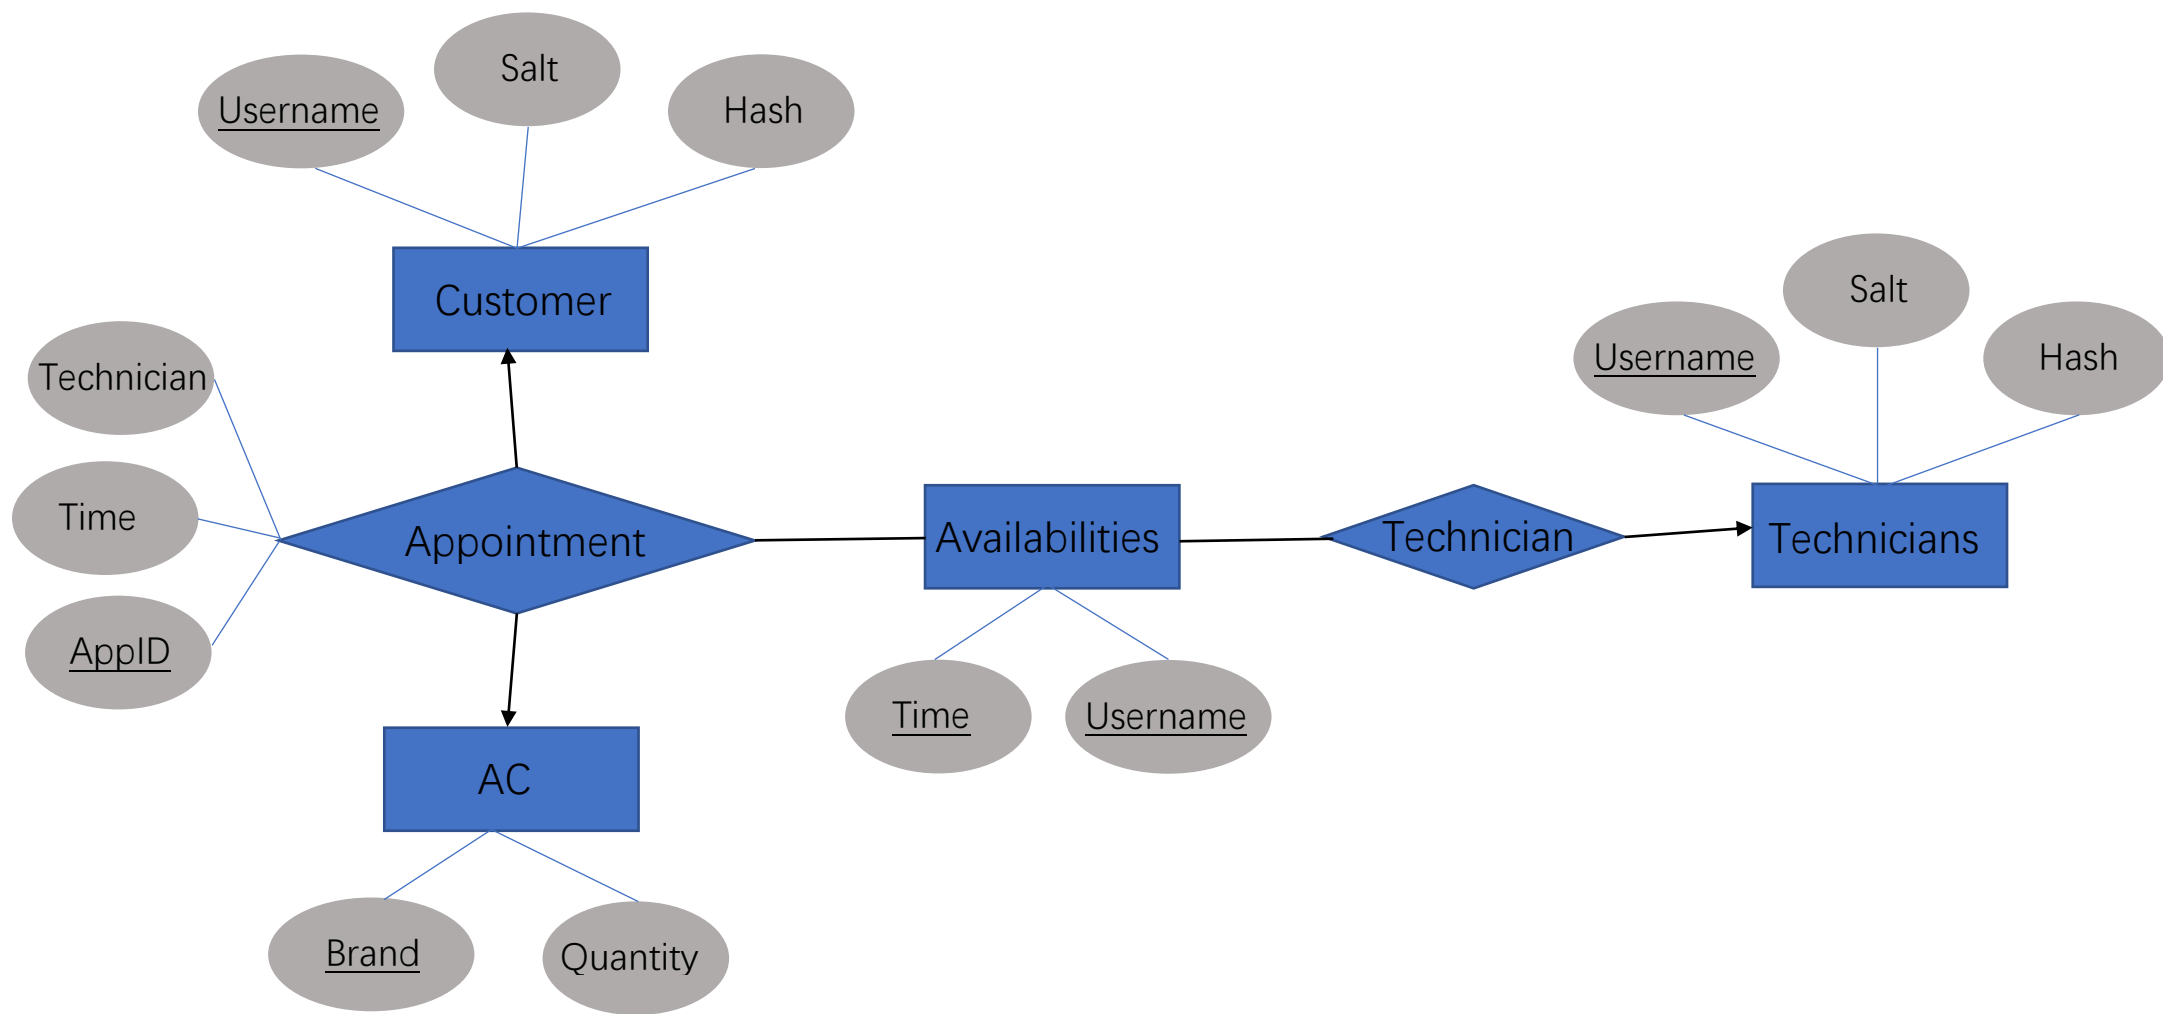 Salt
Username
Hash
Customer
Salt
Username
Hash
Technician
Time
Appointment
Availabilities
Technician
Technicians
AppID
Time
Username
AC
Brand
Quantity